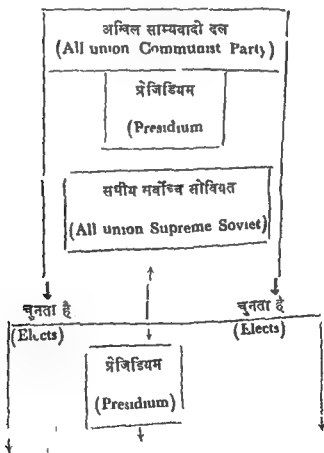 अखिल साम्यवादी दल
(All union Communist Party)
प्रेजिडियम
(Presidium
सघीय सर्वोच्च सोवियत
(All union Supreme Soviet)
चुनता है
(Elects)
चुनता है
(Elects)
प्रेजिडियम
(Presidium)